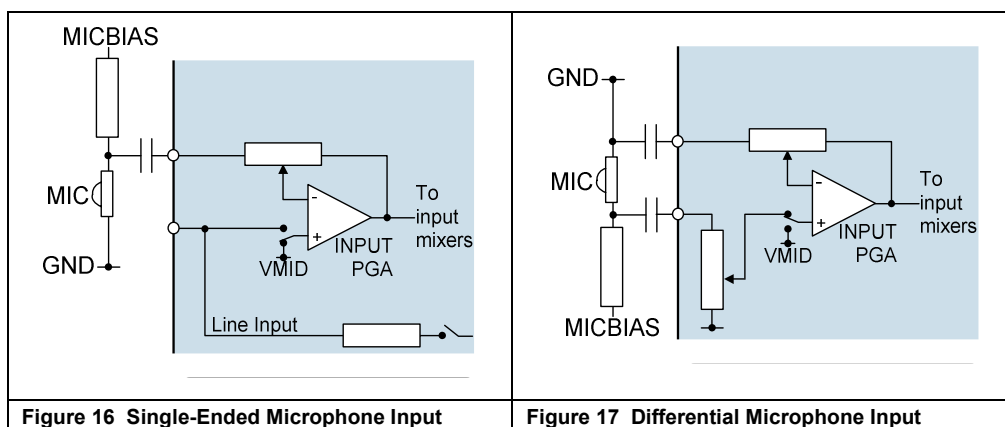 MICBIAS
MIC
GND
-
+
VMID
INPUT
PGA
To
input
mixers
Line Input
Figure 16 Single-Ended Microphone Input
GND
MIC
MICBIAS
-
+
VMID
INPUT
PGA
To
input
mixers
Figure 17 Differential Microphone Input